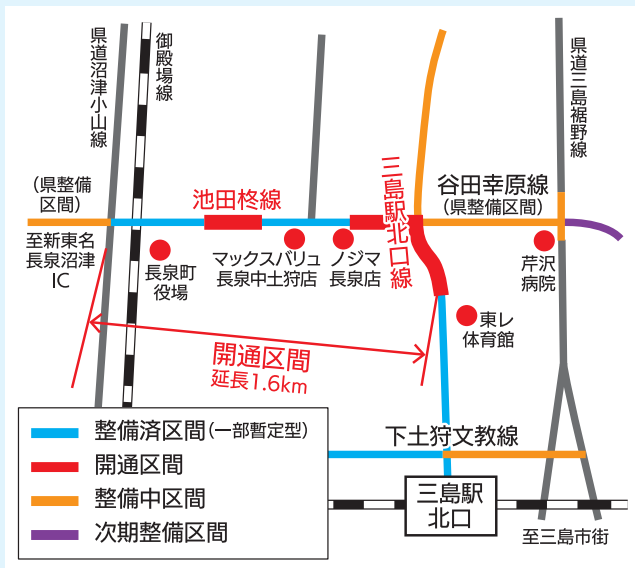 県道沼津小山線
御殿場線
県道三島裾野線
(県整備
区間)
池田柊線
三島駅北口線
谷田幸原線
(県整備区間)
至新東名
長泉沼津
IC
長泉町
役場
マックスバリュ
長泉中土狩店
ノジマ
長泉店
芹沢
病院
東レ
体育館
開通区間
延長1.6km
整備済区間(一部暫定型)
開通区間
整備中区間
次期整備区間
下土狩文教線
三島駅
北口
至三島市街